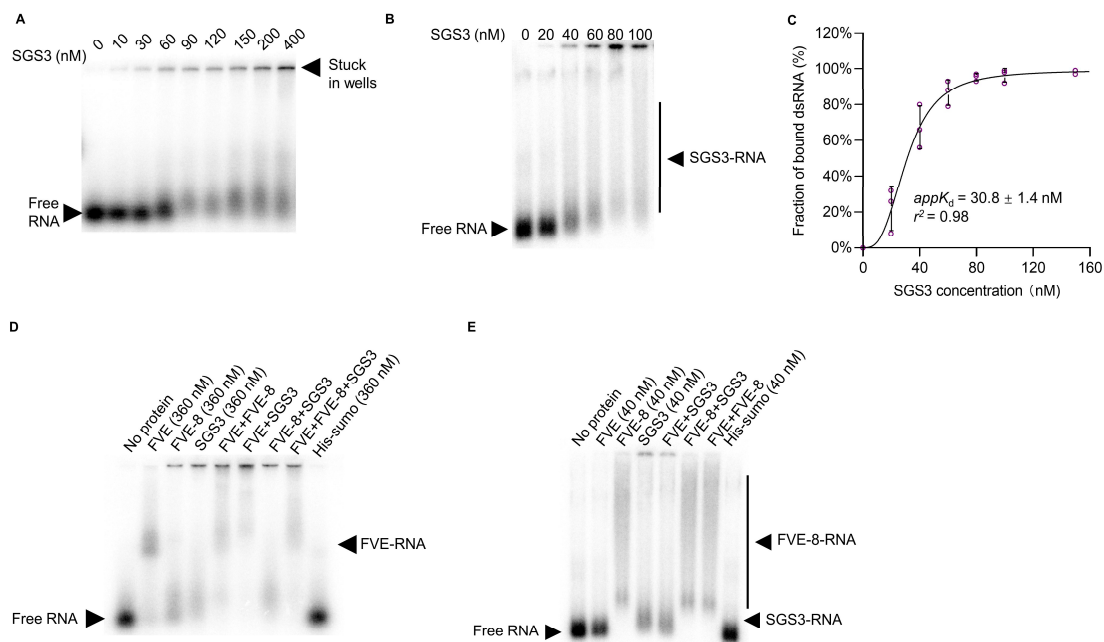 A
SGS3 (nM) 0 10 30 60 90 120 150 200 400
Stuck
in wells
Free
RNA
B
SGS3 (nM) 0 20 40 60 80 100
SGS3-RNA
Free RNA
C
120%
100%
80%
60%
40%
20%
0%
Fraction of bound dsRNA (%)
appKd = 30.8 ± 1.4 nM
r2 = 0.98
0 40 80 120 160
SGS3 concentration (nM)
D
No protein
FVE (360 nM)
FVE-8 (360 nM)
SGS3 (360 nM)
FVE+FVE-8
FVE+SGS3
FVE-8+SGS3
FVE+FVE-8+SGS3
His-sumo (360 nM)
FVE-RNA
Free RNA
E
No protein
FVE (40 nM)
FVE-8 (40 nM)
SGS3 (40 nM)
FVE+SGS3
FVE-8+SGS3
FVE+FVE-8
His-sumo (40 nM)
FVE-8-RNA
SGS3-RNA
Free RNA